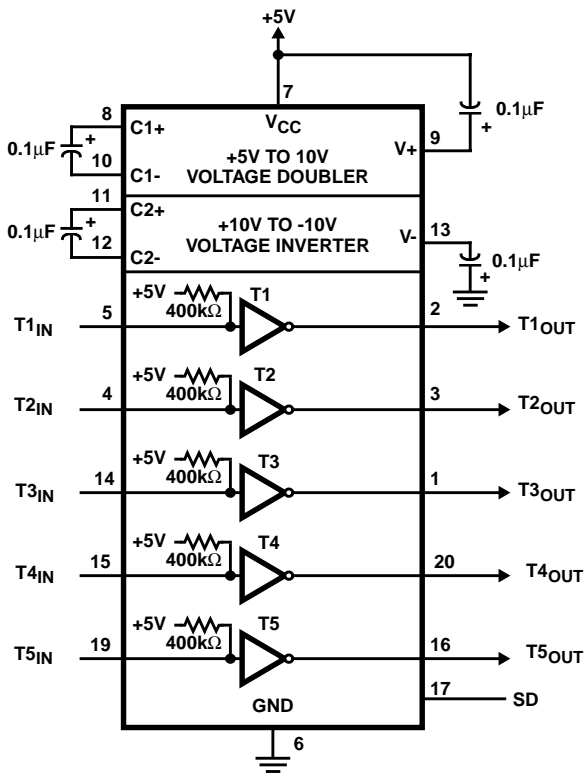 +5V
7
8
C1+
VCC
0.1µF
+
0.1µF
+
9
V+
10
C1-
+5V TO 10V
VOLTAGE DOUBLER
11
C2+
0.1µF
+
12
C2-
+10V TO -10V
VOLTAGE INVERTER
13
V-
0.1µF
+
+5V
400kΩ
T1
T1IN
5
2
T1OUT
+5V
400kΩ
T2
T2IN
4
3
T2OUT
+5V
400kΩ
T3
T3IN
14
1
T3OUT
+5V
400kΩ
T4
T4IN
15
20
T4OUT
+5V
400kΩ
T5
T5IN
19
16
T5OUT
17
SD
GND
6